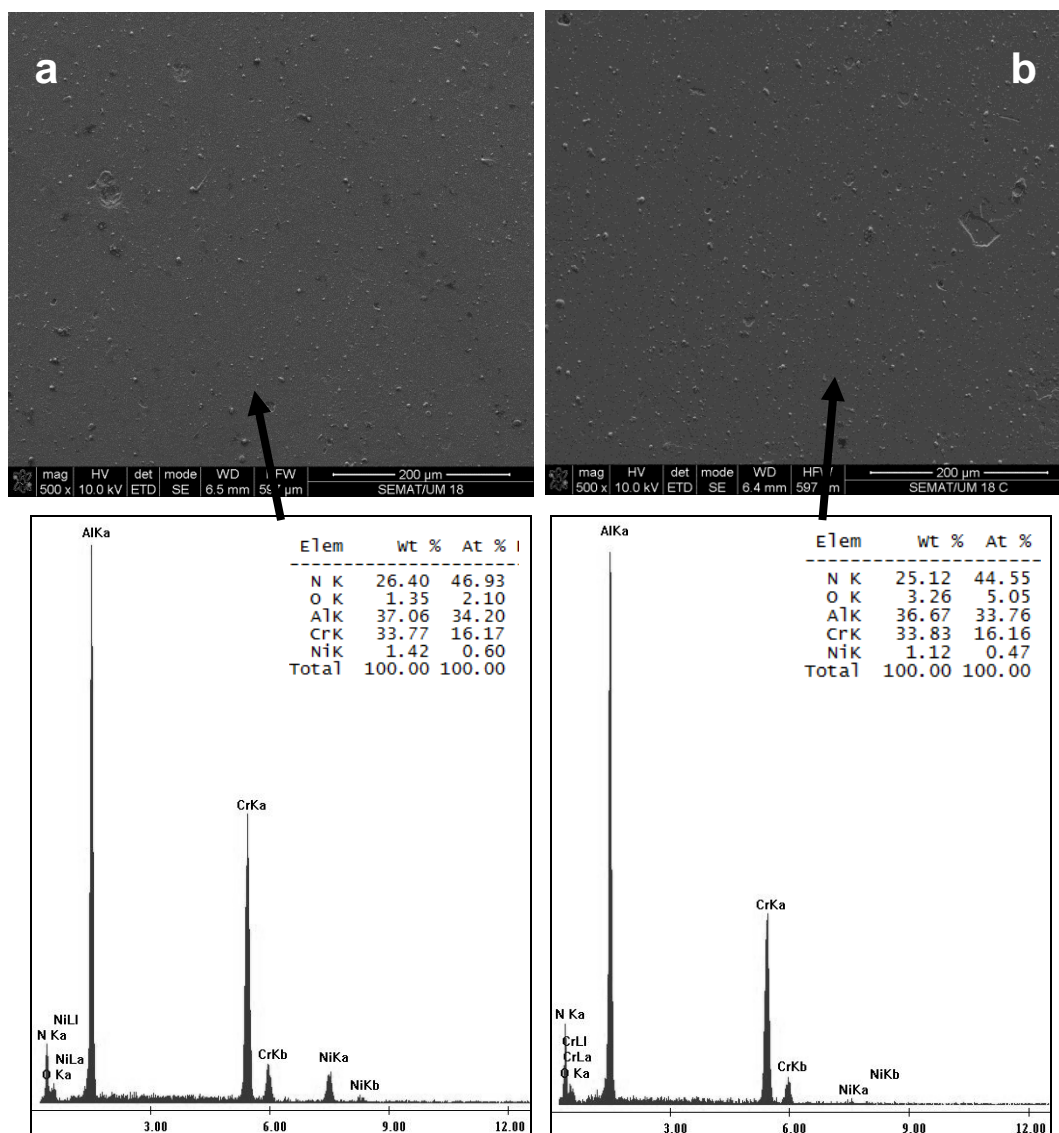 a
mag HV det mode WD HFW 200 µm
500 x 10.0 kV ETD SE 6.5 mm 597 µm SEMAT/UM 18
b
mag HV det mode WD HFW 200 µm
500 x 10.0 kV ETD SE 6.4 mm 597 µm SEMAT/UM 18 C
AlKa
Elem Wt % At %
N K 26.40 46.93
O K 1.35 2.10
AlK 37.06 34.20
CrK 33.77 16.17
NiK 1.42 0.60
Total 100.00 100.00
CrKa
NiLl
N Ka
NiLa
O Ka
CrKb
NiKa
NiKb
3.00 6.00 9.00 12.00
AlKa
Elem Wt % At %
N K 25.12 44.55
O K 3.26 5.05
AlK 36.67 33.76
CrK 33.83 16.16
NiK 1.12 0.47
Total 100.00 100.00
CrKa
N Ka
CrLl
CrLa
O Ka
CrKb
NiKa
NiKb
3.00 6.00 9.00 12.00